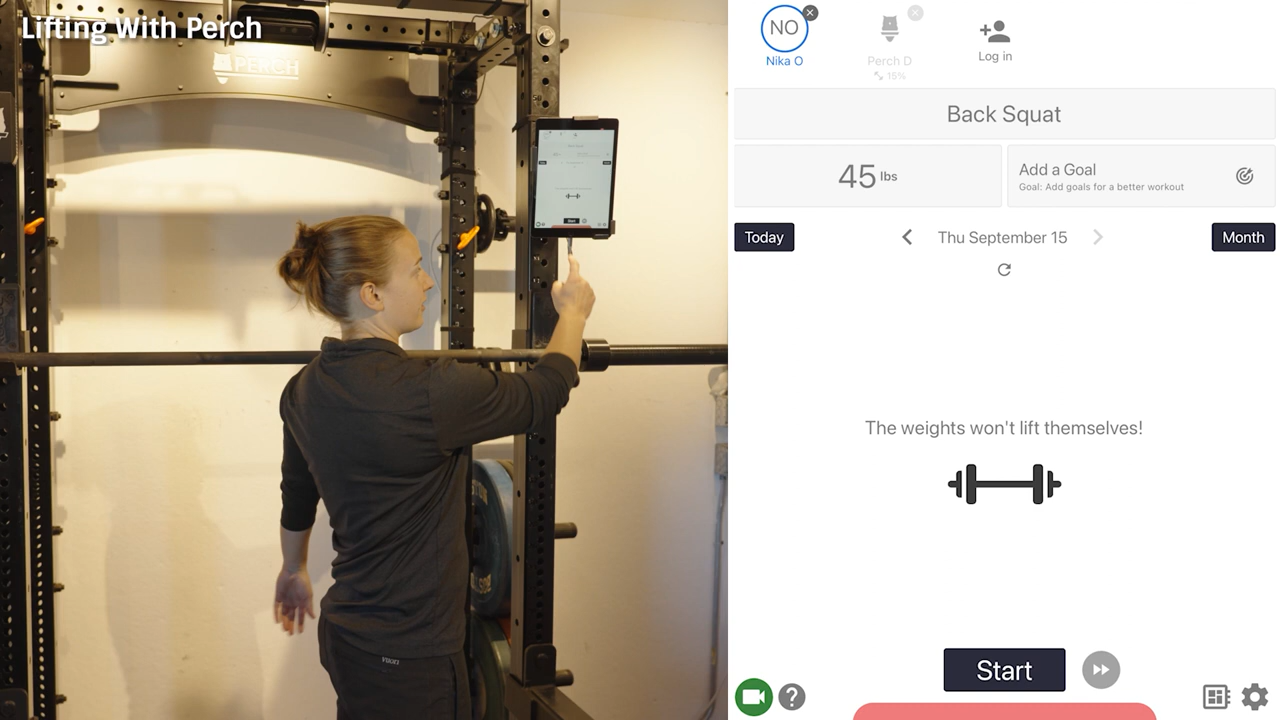 Lifting With Perch
PERCH
VUORI
NO
Nika O
Perch D
15%
Log in
Back Squat
45 lbs
Add a Goal
Goal: Add goals for a better workout
Today
Thu September 15
Month
The weights won't lift themselves!
Start